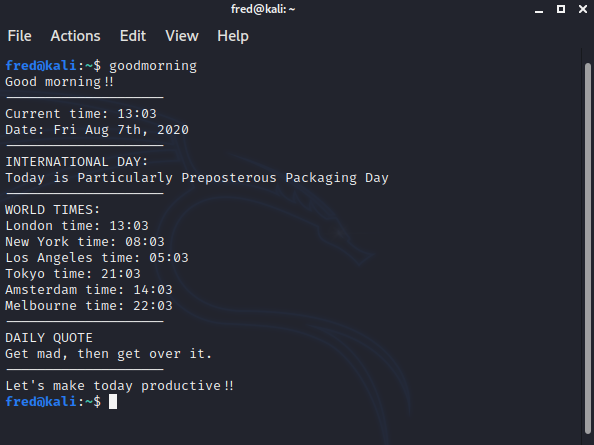 fred@kali: ~
File Actions Edit View Help
fred@kali:~$ goodmorning
Good morning!!
--------------------
Current time: 13:03
Date: Fri Aug 7th, 2020
--------------------
INTERNATIONAL DAY:
Today is Particularly Preposterous Packaging Day
--------------------
WORLD TIMES:
London time: 13:03
New York time: 08:03
Los Angeles time: 05:03
Tokyo time: 21:03
Amsterdam time: 14:03
Melbourne time: 22:03
--------------------
DAILY QUOTE
Get mad, then get over it.
--------------------
Let's make today productive!!
fred@kali:~$